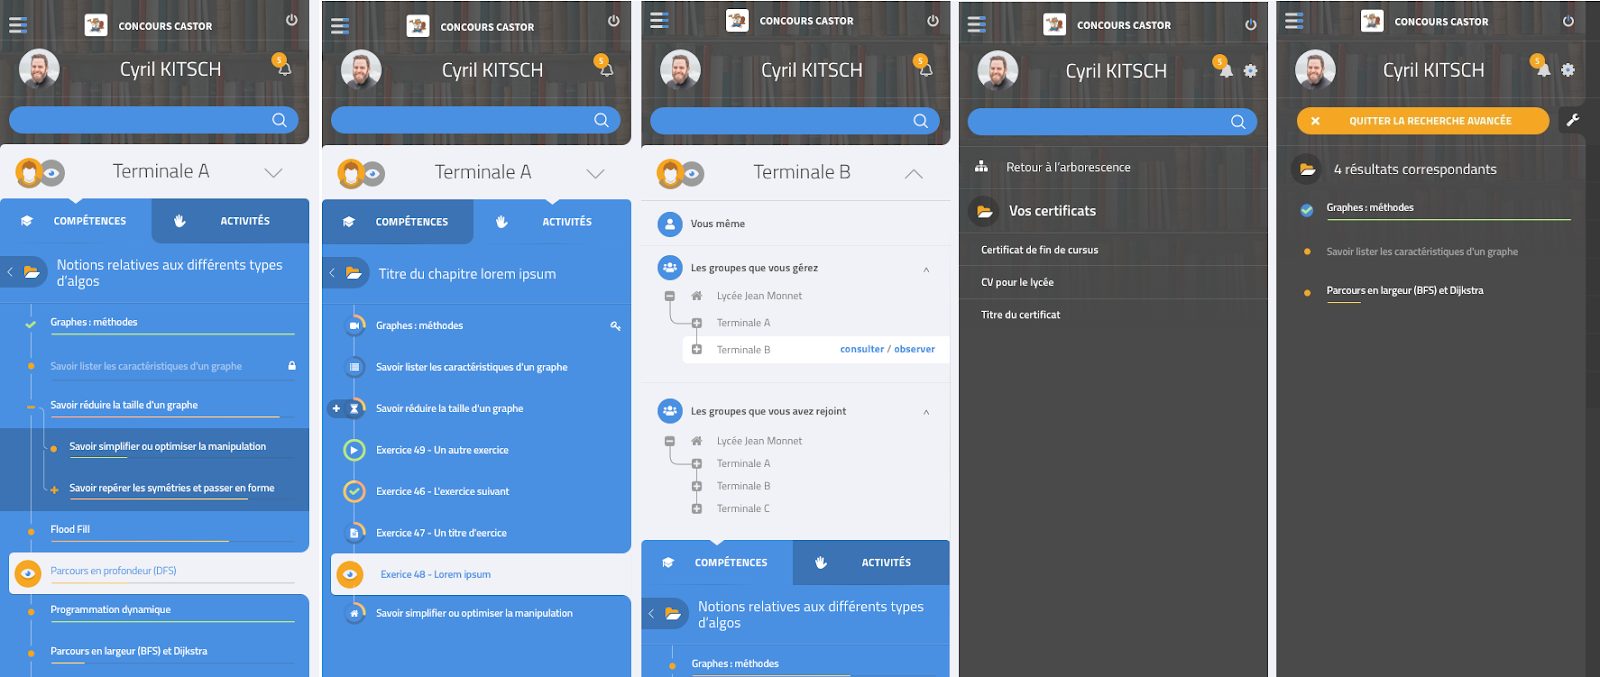 CONCOURS CASTOR
Cyril KITSCH
5
Terminale A
COMPÉTENCES
ACTIVITÉS
Notions relatives aux différents types
d'algos
Graphes : méthodes
Savoir lister les caractéristiques d'un graphe
Savoir réduire la taille d'un graphe
Savoir simplifier ou optimiser la manipulation
Savoir repérer les symétries et passer en forme
Flood Fill
Parcours en profondeur (DFS)
Programmation dynamique
Parcours en largeur (BFS) et Dijkstra
CONCOURS CASTOR
Cyril KITSCH
5
Terminale A
COMPÉTENCES
ACTIVITÉS
Titre du chapitre lorem ipsum
Graphes : méthodes
Savoir lister les caractéristiques d'un graphe
Savoir réduire la taille d'un graphe
Exercice 49 - Un autre exercice
Exercice 46 - L'exercice suivant
Exercice 47 - Un titre d'eercice
Exerice 48 - Lorem ipsum
Savoir simplifier ou optimiser la manipulation
CONCOURS CASTOR
Cyril KITSCH
5
Terminale B
Vous même
Les groupes que vous gérez
Lycée Jean Monnet
Terminale A
Terminale B consulter / observer
Les groupes que vous avez rejoint
Lycée Jean Monnet
Terminale A
Terminale B
Terminale C
COMPÉTENCES
ACTIVITÉS
Notions relatives aux différents types
d'algos
Graphes : méthodes
CONCOURS CASTOR
Cyril KITSCH
5
Retour à l'arborescence
Vos certificats
Certificat de fin de cursus
CV pour le lycée
Titre du certificat
CONCOURS CASTOR
Cyril KITSCH
5
QUITTER LA RECHERCHE AVANCÉE
4 résultats correspondants
Graphes : méthodes
Savoir lister les caractéristiques d'un graphe
Parcours en largeur (BFS) et Dijkstra